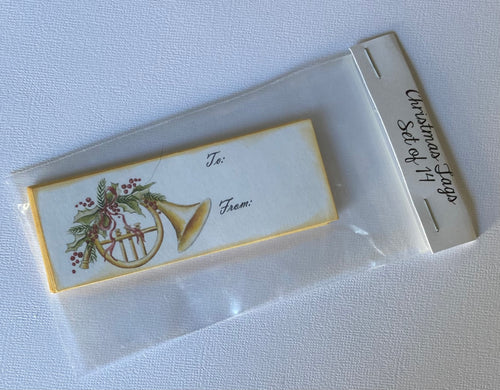 To:
From:
Christmas Tags
Set of 14